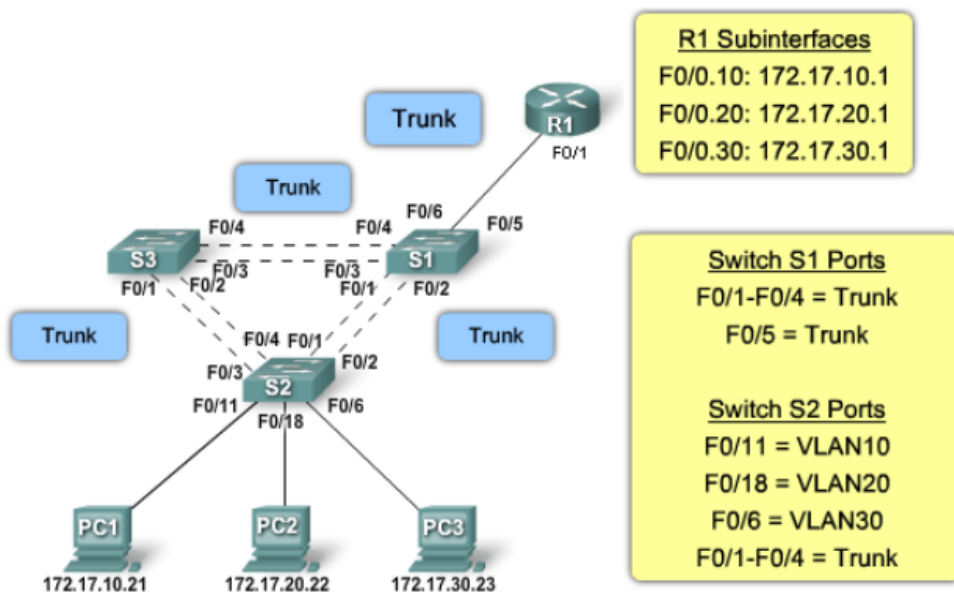 R1 Subinterfaces
F0/0.10: 172.17.10.1
F0/0.20: 172.17.20.1
F0/0.30: 172.17.30.1
Trunk
R1
F0/1
Trunk
F0/6
F0/4
F0/4
F0/5
S3
S1
F0/3
F0/3
F0/1
F0/2
F0/1
F0/2
Trunk
Trunk
F0/4
F0/1
F0/2
F0/3
S2
F0/11
F0/6
F0/18
PC1
PC2
PC3
172.17.10.21
172.17.20.22
172.17.30.23
Switch S1 Ports
F0/1-F0/4 = Trunk
F0/5 = Trunk
Switch S2 Ports
F0/11 = VLAN10
F0/18 = VLAN20
F0/6 = VLAN30
F0/1-F0/4 = Trunk